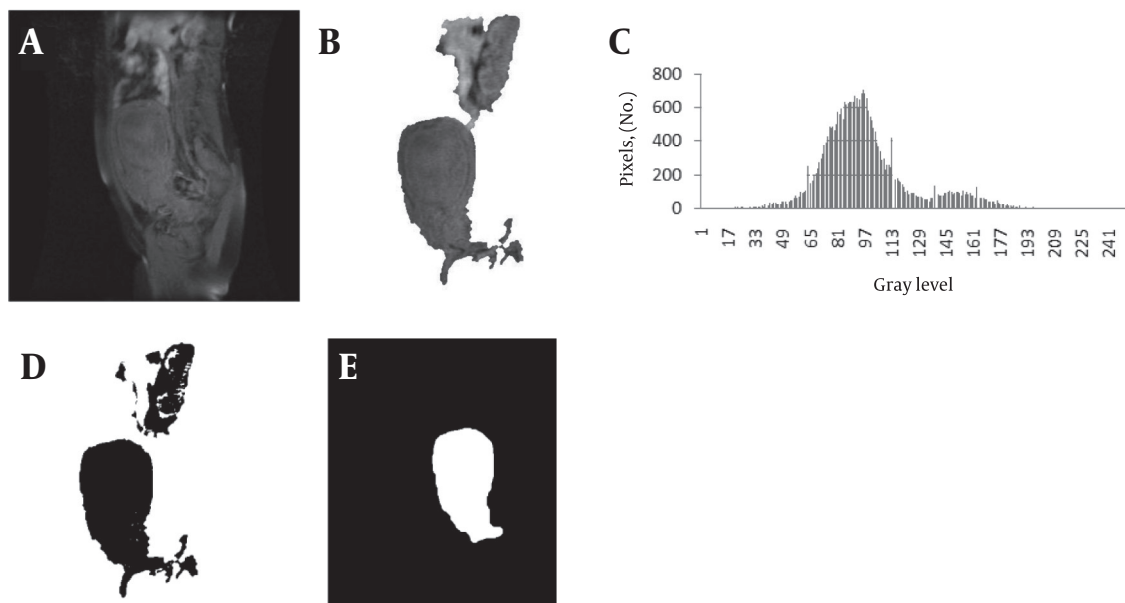 A
B
C
800
600
400
200
0
Pixels, (No.)
1 17 33 49 65 81 97 113 129 145 161 177 193 209 225 241
Gray level
D
E